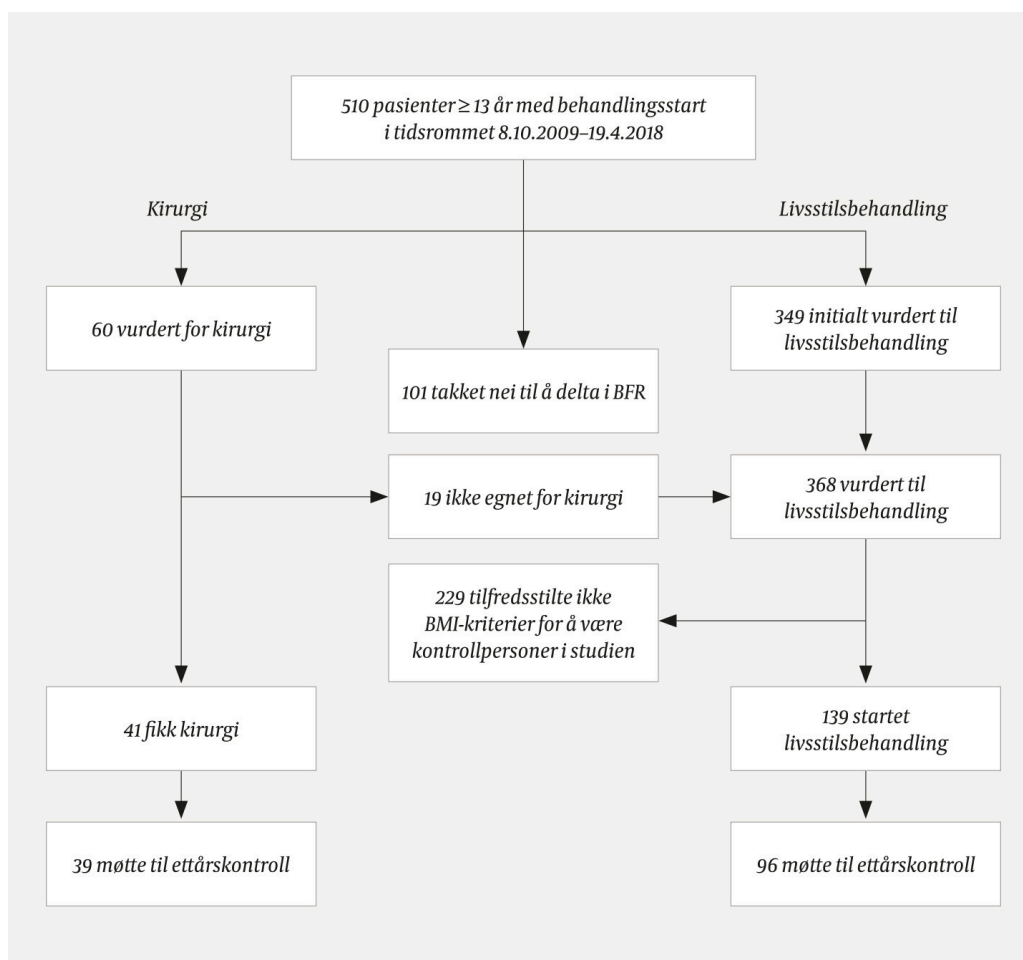 510 pasienter ≥ 13 år med behandlingsstart
i tidsrommet 8.10.2009–19.4.2018
Kirurgi
Livsstilsbehandling
60 vurdert for kirurgi
349 initialt vurdert til
livsstilsbehandling
101 takket nei til å delta i BFR
19 ikke egnet for kirurgi
368 vurdert til
livsstilsbehandling
229 tilfredsstilte ikke
BMI-kriterier for å være
kontrollpersoner i studien
41 fikk kirurgi
139 startet
livsstilsbehandling
39 møtte til ettårskontroll
96 møtte til ettårskontroll